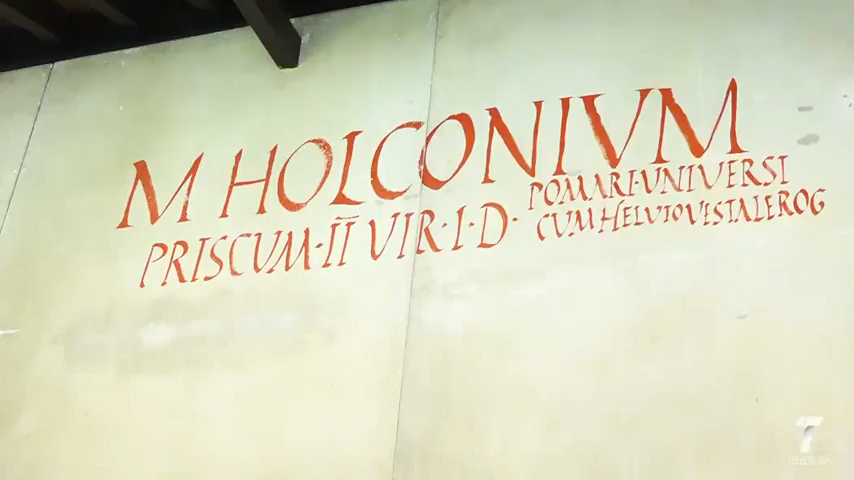 M HOLCONIVM
PRISCVM·II VIR·I·D·
POMARI·VNIVERSI
CVM HELVIO VESTALE ROG